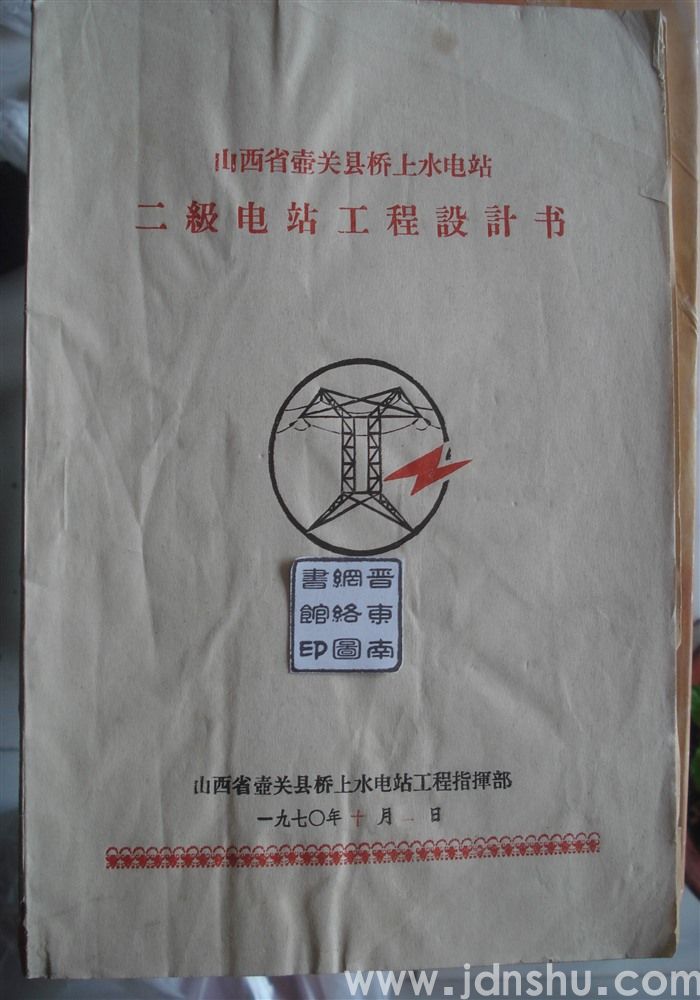 山西省壶关县桥上水电站
二級电站工程設計书
晋東南
網絡圖
書館印
山西省壶关县桥上水电站工程指揮部
一九七〇年十月一日
www.jdnshu.com